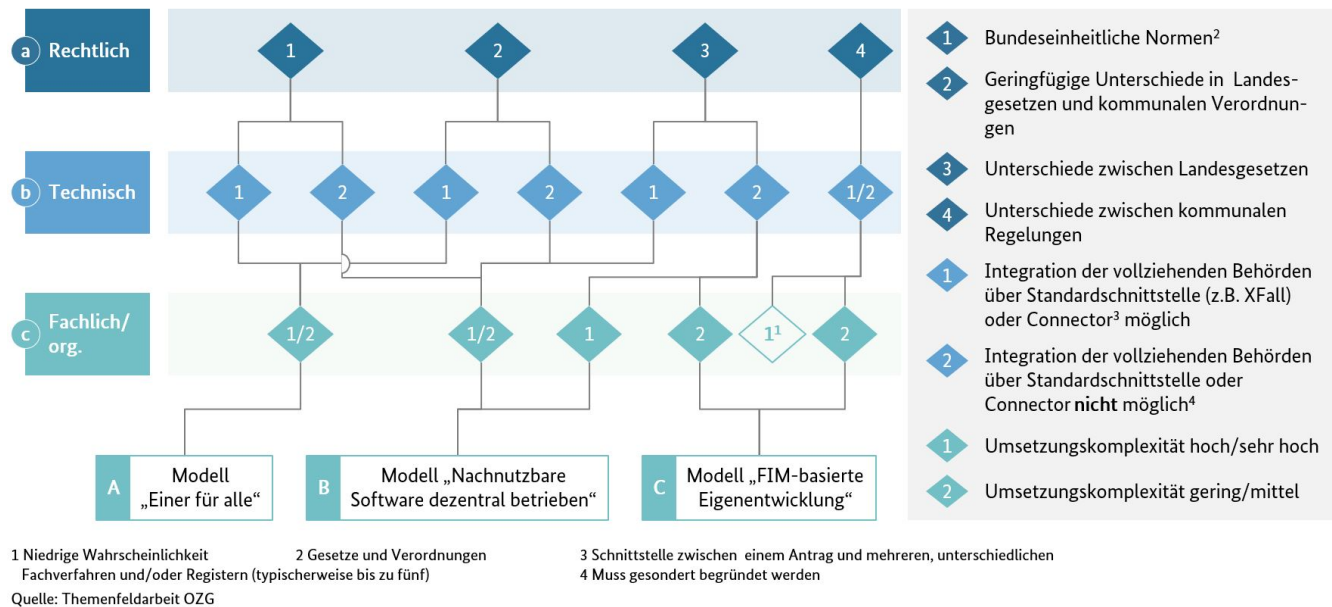 a Rechtlich
1 2 3 4
b Technisch
1 2 1 2 1 2 1/2
c Fachlich/
org.
1/2 1/2 1 2 1¹ 2
A Modell
„Einer für alle“
B Modell „Nachnutzbare
Software dezentral betrieben“
C Modell „FIM-basierte
Eigenentwicklung“
1 Bundeseinheitliche Normen²
2 Geringfügige Unterschiede in Landes-
gesetzen und kommunalen Verordnun-
gen
3 Unterschiede zwischen Landesgesetzen
4 Unterschiede zwischen kommunalen
Regelungen
1 Integration der vollziehenden Behörden
über Standardschnittstelle (z.B. XFall)
oder Connector³ möglich
2 Integration der vollziehenden Behörden
über Standardschnittstelle oder
Connector nicht möglich⁴
1 Umsetzungskomplexität hoch/sehr hoch
2 Umsetzungskomplexität gering/mittel
1 Niedrige Wahrscheinlichkeit 2 Gesetze und Verordnungen 3 Schnittstelle zwischen einem Antrag und mehreren, unterschiedlichen
Fachverfahren und/oder Registern (typischerweise bis zu fünf) 4 Muss gesondert begründet werden
Quelle: Themenfeldarbeit OZG